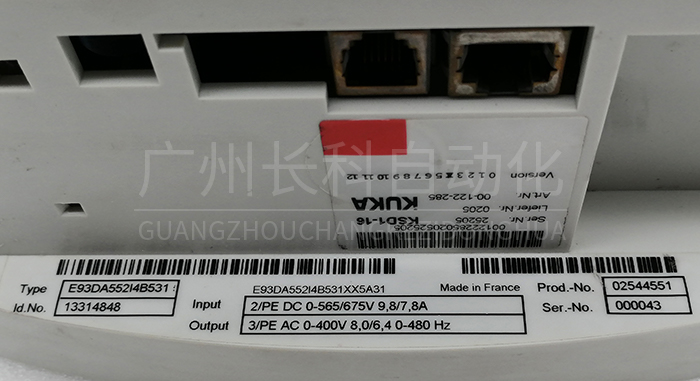 广州长科自动化
GUANGZHOUCHANGKEZIDONGHUA
KSD1-16
KUKA
Ser.Nr 25205
Liefer.Nr 0205
Art.Nr 00-122-285
Version 0 1 2 3 5 6 7 8 9 10 11 12
Type E93DA552I4B531
E93DA552I4B531XX5A31
Made in France
Prod.-No. 02544551
Id.No. 13314848
Input 2/PE DC 0-565/675V 9,8/7,8A
Ser.-No. 000043
Output 3/PE AC 0-400V 8,0/6,4 0-480 Hz